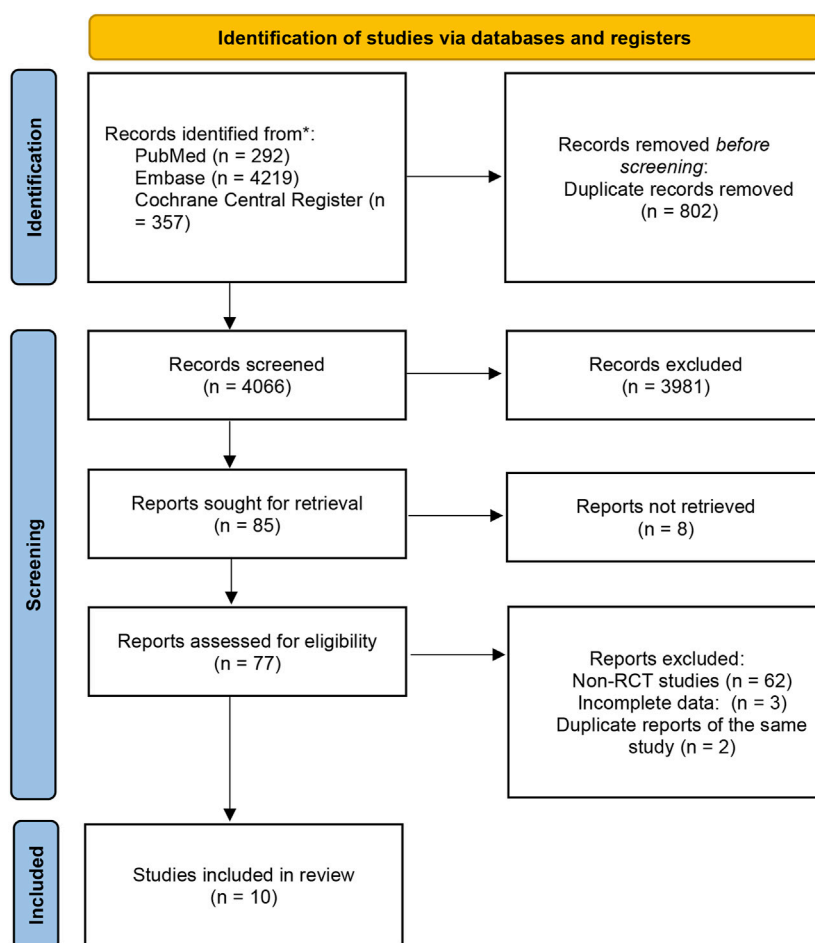 Identification of studies via databases and registers
Identification
Records identified from*:
PubMed (n = 292)
Embase (n = 4219)
Cochrane Central Register (n
= 357)
Records removed before
screening:
Duplicate records removed
(n = 802)
Screening
Records screened
(n = 4066)
Records excluded
(n = 3981)
Reports sought for retrieval
(n = 85)
Reports not retrieved
(n = 8)
Reports assessed for eligibility
(n = 77)
Reports excluded:
Non-RCT studies (n = 62)
Incomplete data:  (n = 3)
Duplicate reports of the same
study (n = 2)
Included
Studies included in review
(n = 10)